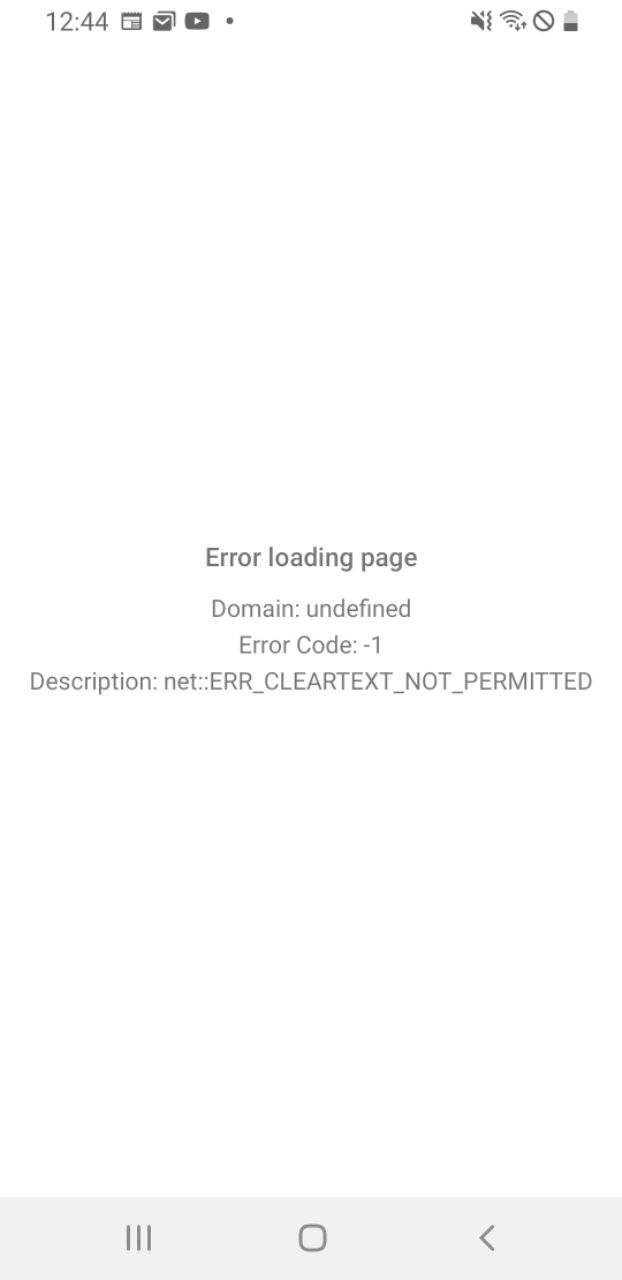 12:44
Error loading page
Domain: undefined
Error Code: -1
Description: net::ERR_CLEARTEXT_NOT_PERMITTED